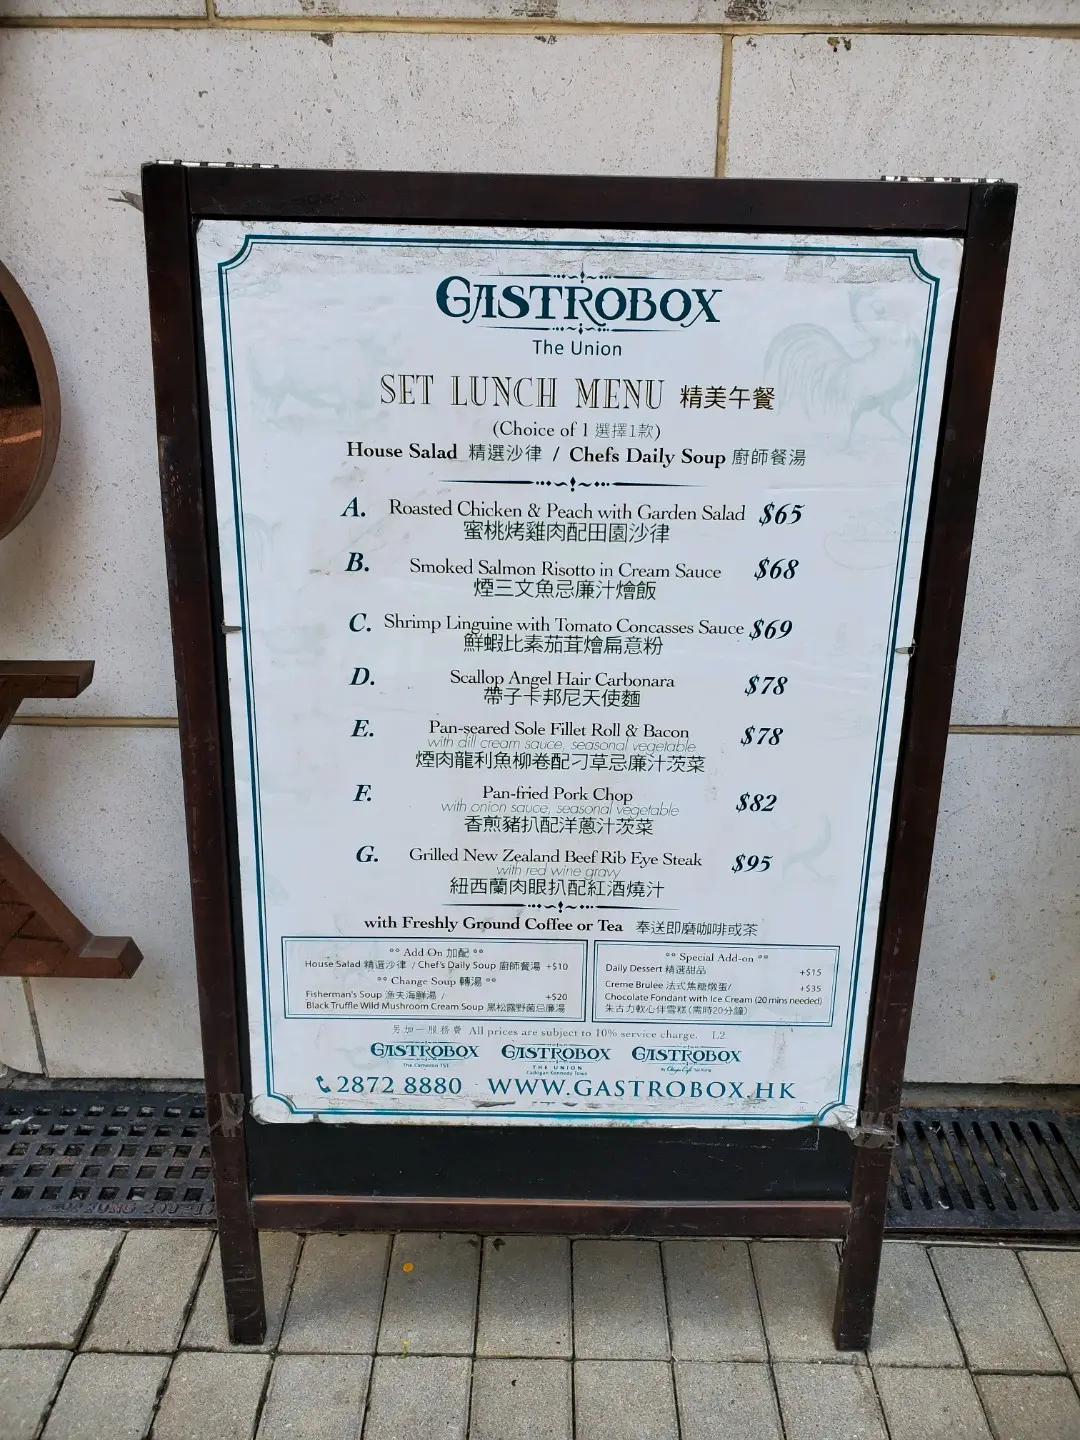 GASTROBOX
The Union
SET LUNCH MENU 精美午餐
(Choice of 1 選擇1款)
House Salad 精選沙律 / Chefs Daily Soup 廚師餐湯
A. Roasted Chicken & Peach with Garden Salad $65
蜜桃烤雞肉配田園沙律
B. Smoked Salmon Risotto in Cream Sauce $68
煙三文魚忌廉汁燴飯
C. Shrimp Linguine with Tomato Concasses Sauce $69
鮮蝦比素茄茸燴扁意粉
D. Scallop Angel Hair Carbonara $78
帶子卡邦尼天使麵
E. Pan-seared Sole Fillet Roll & Bacon $78
with dill cream sauce, seasonal vegetable
煙肉龍利魚柳卷配刁草忌廉汁茨菜
F. Pan-fried Pork Chop $82
with onion sauce, seasonal vegetable
香煎豬扒配洋蔥汁茨菜
G. Grilled New Zealand Beef Rib Eye Steak $95
with red wine gravy
紐西蘭肉眼扒配紅酒燒汁
with Freshly Ground Coffee or Tea 奉送即磨咖啡或茶
°° Add On 加配 °°
House Salad 精選沙律 / Chef's Daily Soup 廚師餐湯 +$10
°° Change Soup 轉湯 °°
Fisherman's Soup 漁夫海鮮湯 / +$20
Black Truffle Wild Mushroom Cream Soup 黑松露野菌忌廉湯
°° Special Add-on °°
Daily Dessert 精選甜品 +$15
Creme Brulee 法式焦糖燉蛋/ +$35
Chocolate Fondant with Ice Cream (20 mins needed)
朱古力軟心伴雪糕 (需時20分鐘)
另加一服務費 All prices are subject to 10% service charge. L2
GASTROBOX GASTROBOX GASTROBOX
The Cameron TST THE UNION
Cadogan Kennedy Town
2872 8880 WWW.GASTROBOX.HK